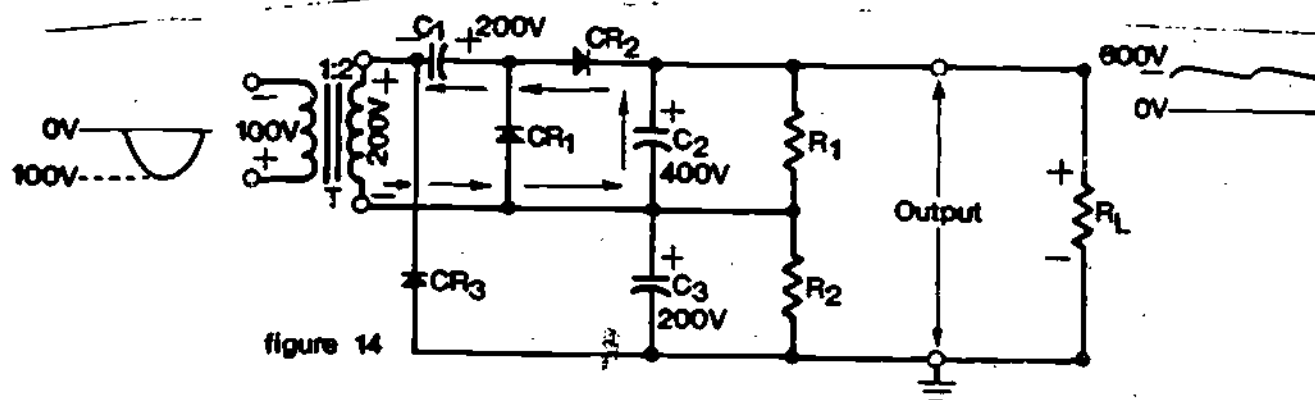 C1 200V CR2
1:2 600V
0V 100V 200V 0V
CR1 C2 R1
100V 400V
T Output RL
CR3 C3 R2
200V
figure 14